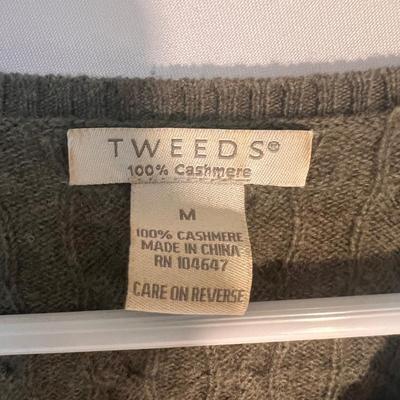 TWEEDS®
100% Cashmere
M
100% CASHMERE
MADE IN CHINA
RN 104647
CARE ON REVERSE